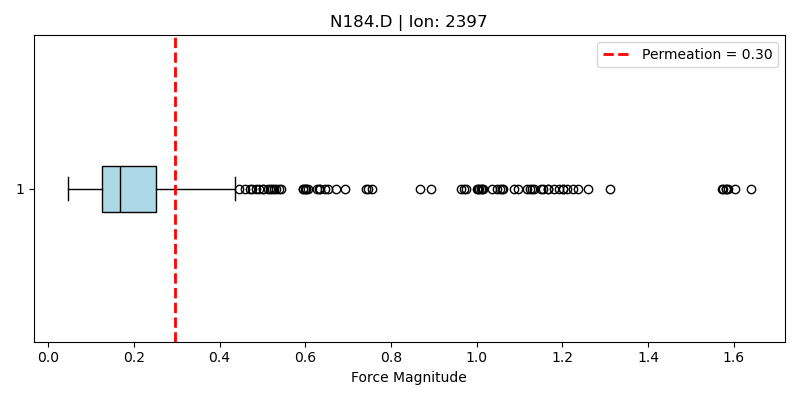 N184.D | Ion: 2397
Permeation = 0.30
1
0.0 0.2 0.4 0.6 0.8 1.0 1.2 1.4 1.6
Force Magnitude